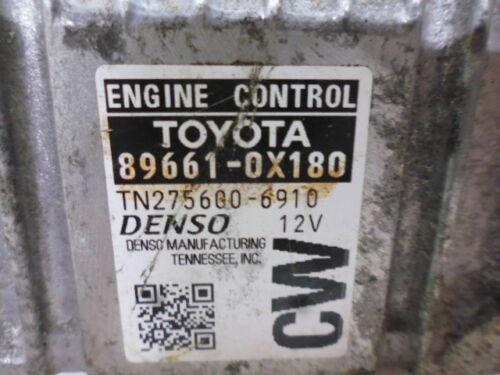 ENGINE CONTROL
TOYOTA
89661-0X180
TN275600-6910
DENSO 12V
DENSO MANUFACTURING
TENNESSEE, INC.
CW